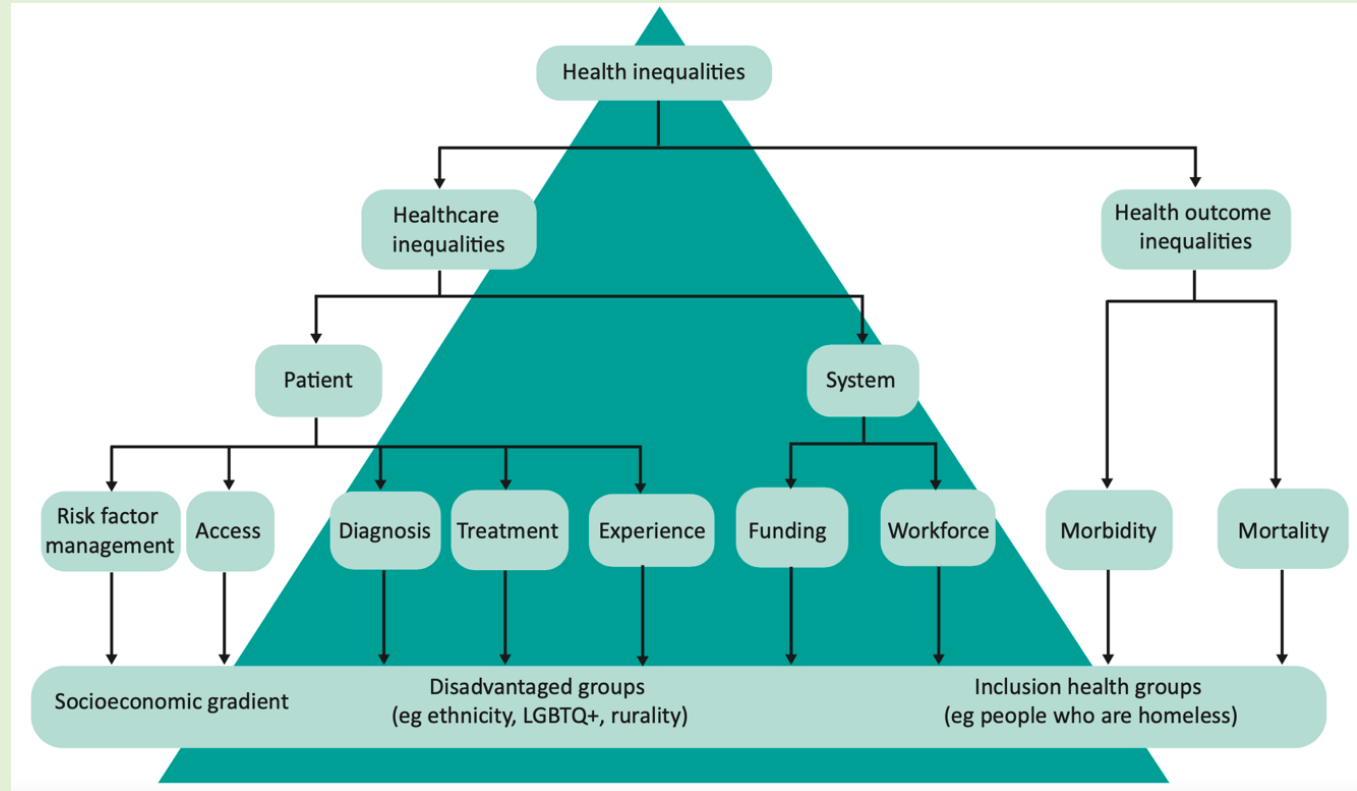 Health inequalities
Healthcare
inequalities
Health outcome
inequalities
Patient
System
Risk factor
management
Access
Diagnosis
Treatment
Experience
Funding
Workforce
Morbidity
Mortality
Socioeconomic gradient
Disadvantaged groups
(eg ethnicity, LGBTQ+, rurality)
Inclusion health groups
(eg people who are homeless)